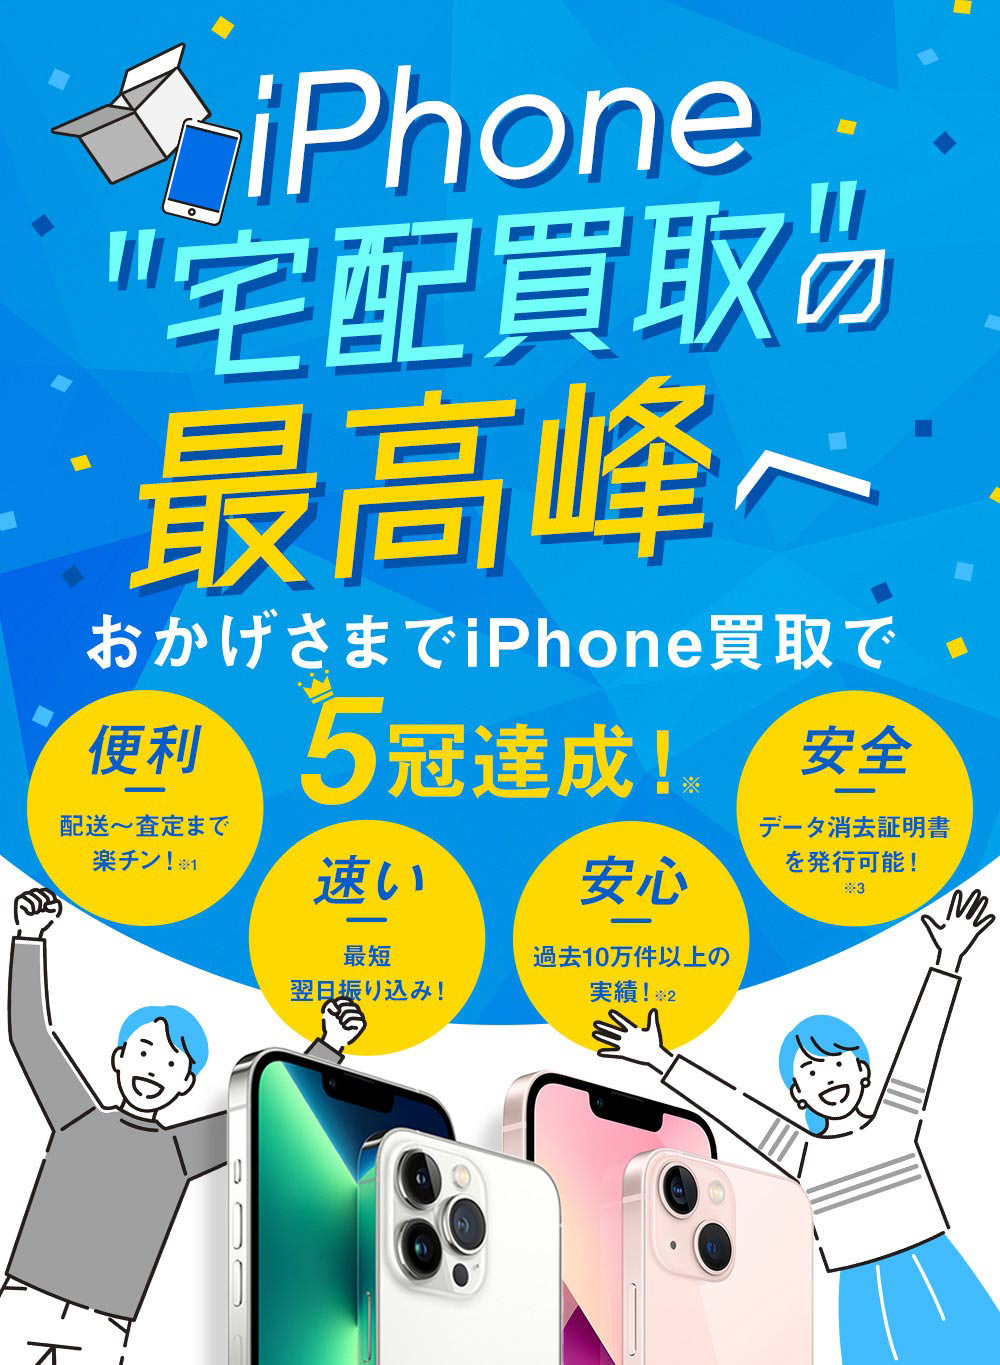 iPhone
"宅配買取"の
最高峰へ
おかげさまでiPhone買取で
5冠達成！※
便利
配送～査定まで
楽チン！※1
速い
最短
翌日振り込み！
安心
過去10万件以上の
実績！※2
安全
データ消去証明書
を発行可能！
※3